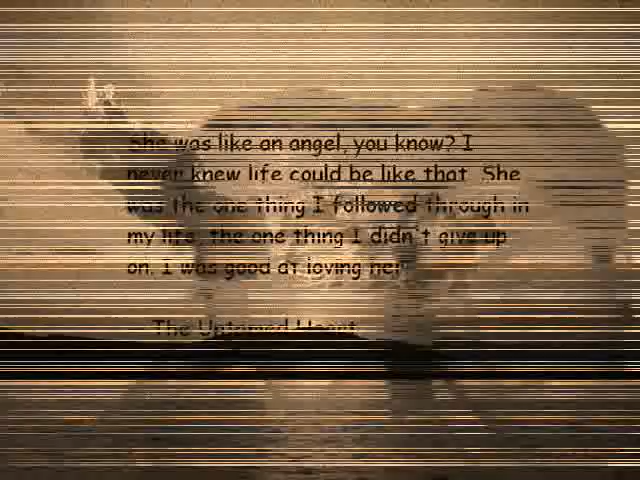 She was like an angel, you know? I
never knew life could be like that. She
was the one thing I followed through in
my life, the one thing I didn't give up
on. I was good at loving her.
The Untamed Heart